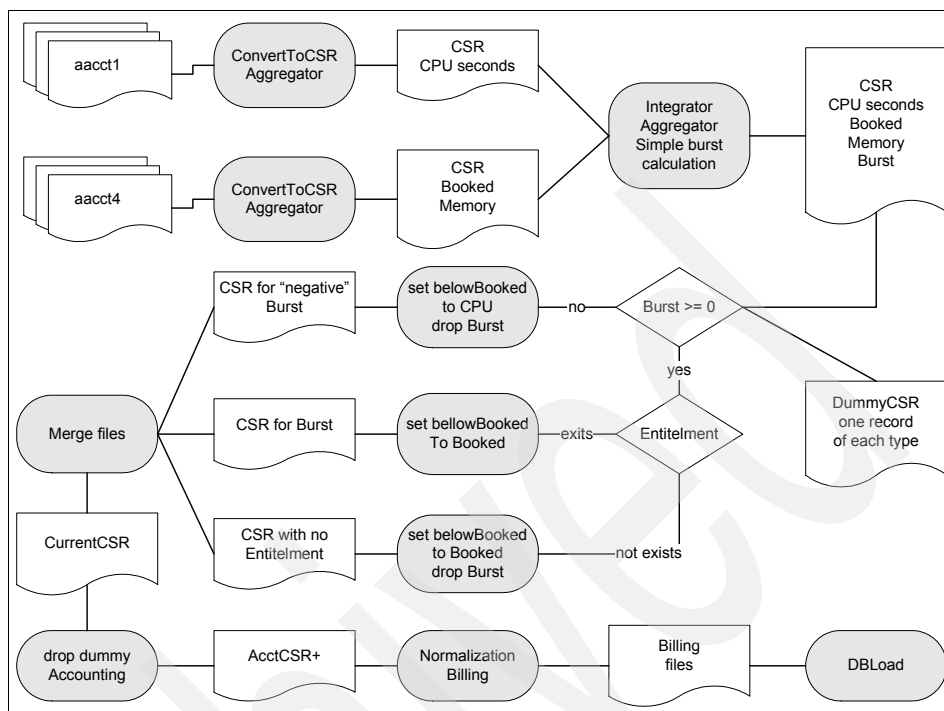 aacct1
ConvertToCSR
Aggregator
CSR
CPU seconds
Integrator
Aggregator
Simple burst
calculation
CSR
CPU seconds
Booked
Memory
Burst
aacct4
ConvertToCSR
Aggregator
CSR
Booked
Memory
CSR for “negative”
Burst
set belowBooked
to CPU
drop Burst
no
Burst >= 0
yes
DummyCSR
one record
of each type
Merge files
CSR for Burst
set bellowBooked
To Booked
exits
Entitelment
CurrentCSR
CSR with no
Entitelment
set belowBooked
to Booked
drop Burst
not exists
drop dummy
Accounting
AcctCSR+
Normalization
Billing
Billing
files
DBLoad